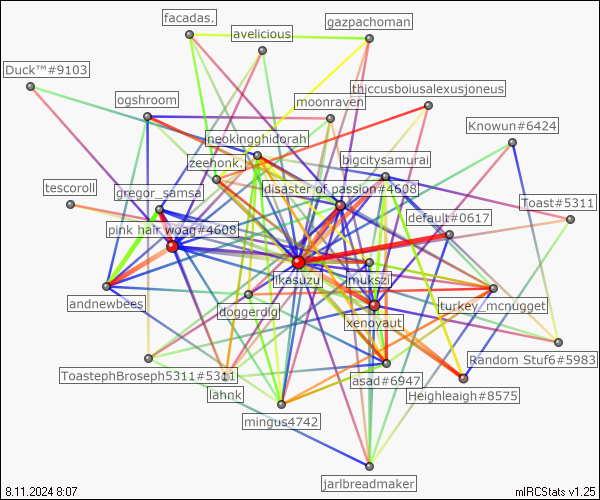 facadas.
gazpachoman
avelicious
Duck™#9103
thiccusboiusalexusjoneus
ogshroom
moonraven
Knowun#6424
neokingghidorah
bigcitysamurai
zeehonk.
tescoroll
gregor_samsa
disaster of passion#4608
Toast#5311
default#0617
pink hair woag#4608
ikasuzu
mukszi
andnewbees
doggerdig
turkey_mcnugget
xenovaut
Random Stuf6#5983
ToastephBroseph5311#5311
asad#6947
lahnk
Heighleaigh#8575
mingus4742
jarlbreadmaker
8.11.2024 8:07
mIRCStats v1.25